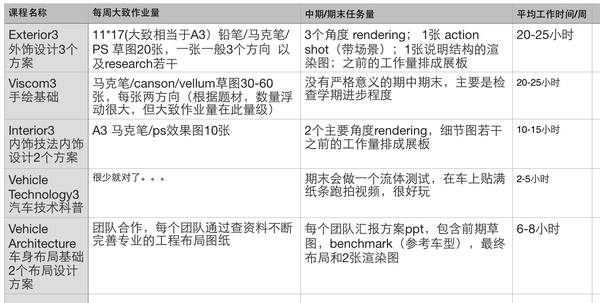 课程名称
每周大致作业量
中期/期末任务量
平均工作时间/周
Exterior3
外饰设计3个
方案
11*17(大致相当于A3）铅笔/马克笔/
PS 草图20张，一张一般3个方向  以
及research若干
3个角度 rendering； 1张 action
shot（带场景）；1张说明结构的渲
染图；之前的工作量排成展板
20-25小时
Viscom3
手绘基础
马克笔/canson/vellum草图30-60
张，每张两方向（根据题材，数量浮
动很大，但大致作业量在此量级）
没有严格意义的期中期末，主要是检
查学期进步程度
20-25小时
Interior3
内饰技法内饰
设计2个方案
A3 马克笔/ps效果图10张
2个主要角度rendering，细节图若干
之前的工作量排成展板
10-15小时
Vehicle
Technology3
汽车技术科普
很少就对了。。。
期末会做一个流体测试，在车上贴满
纸条跑拍视频，很好玩
2-5小时
Vehicle
Architecture
车身布局基础
2个布局设计
方案
团队合作，每个团队通过查资料不断
完善专业的工程布局图纸
每个团队汇报方案ppt，包含前期草
图，benchmark（参考车型），最终
布局和2张渲染图
6-8小时